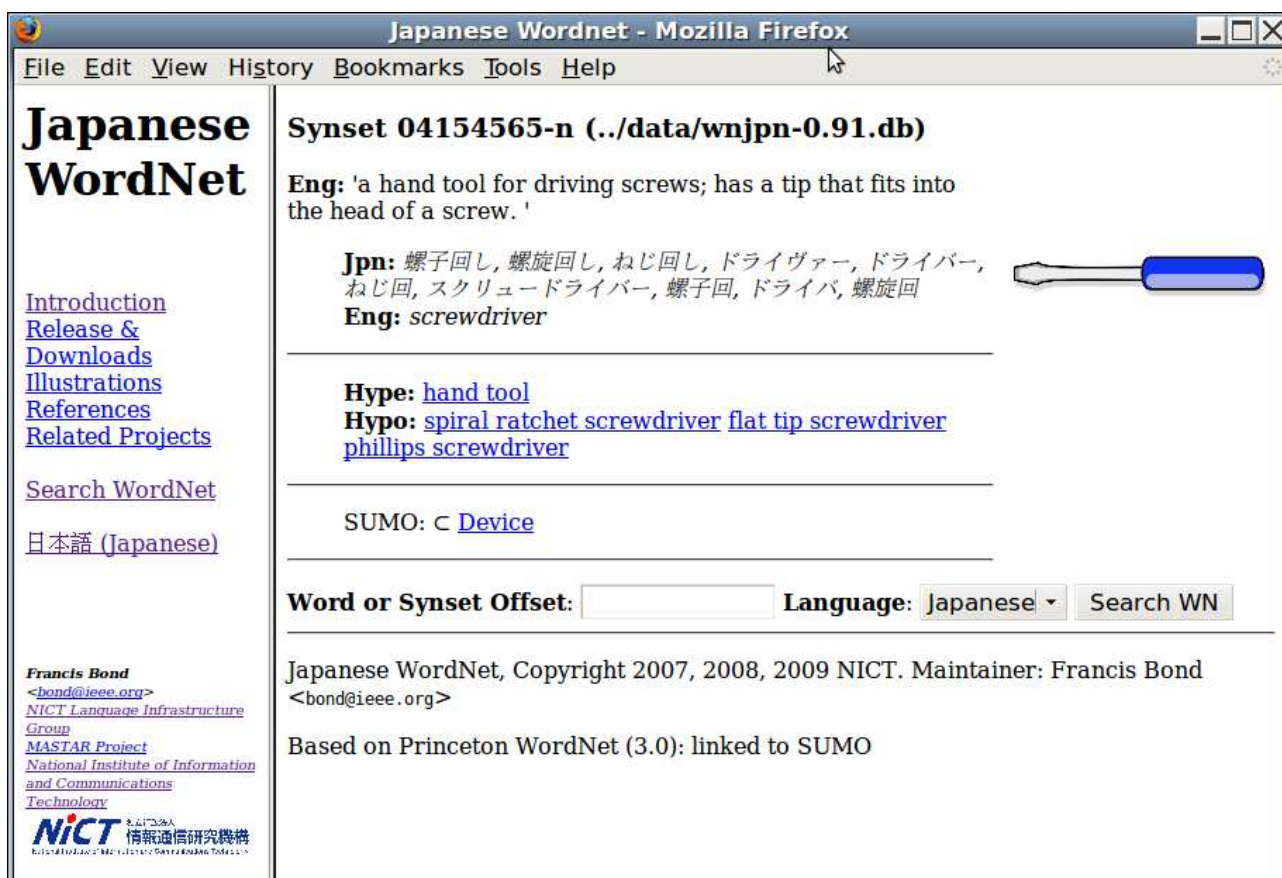 Japanese Wordnet - Mozilla Firefox
File Edit View History Bookmarks Tools Help
Japanese
WordNet
Introduction
Release &
Downloads
Illustrations
References
Related Projects
Search WordNet
日本語 (Japanese)
Francis Bond
<bond@ieee.org>
NICT Language Infrastructure
Group
MASTAR Project
National Institute of Information
and Communications
Technology
NiCT
情報通信研究機構
Synset 04154565-n (../data/wnjpn-0.91.db)
Eng: 'a hand tool for driving screws; has a tip that fits into
the head of a screw. '
Jpn: 螺子回し, 螺旋回し, ねじ回し, ドライヴァー, ドライバー,
ねじ回, スクリュードライバー, 螺子回, ドライバ, 螺旋回
Eng: screwdriver
Hype: hand tool
Hypo: spiral ratchet screwdriver flat tip screwdriver
phillips screwdriver
SUMO: ⊂ Device
Word or Synset Offset: Language: Japanese Search WN
Japanese WordNet, Copyright 2007, 2008, 2009 NICT. Maintainer: Francis Bond
<bond@ieee.org>
Based on Princeton WordNet (3.0): linked to SUMO